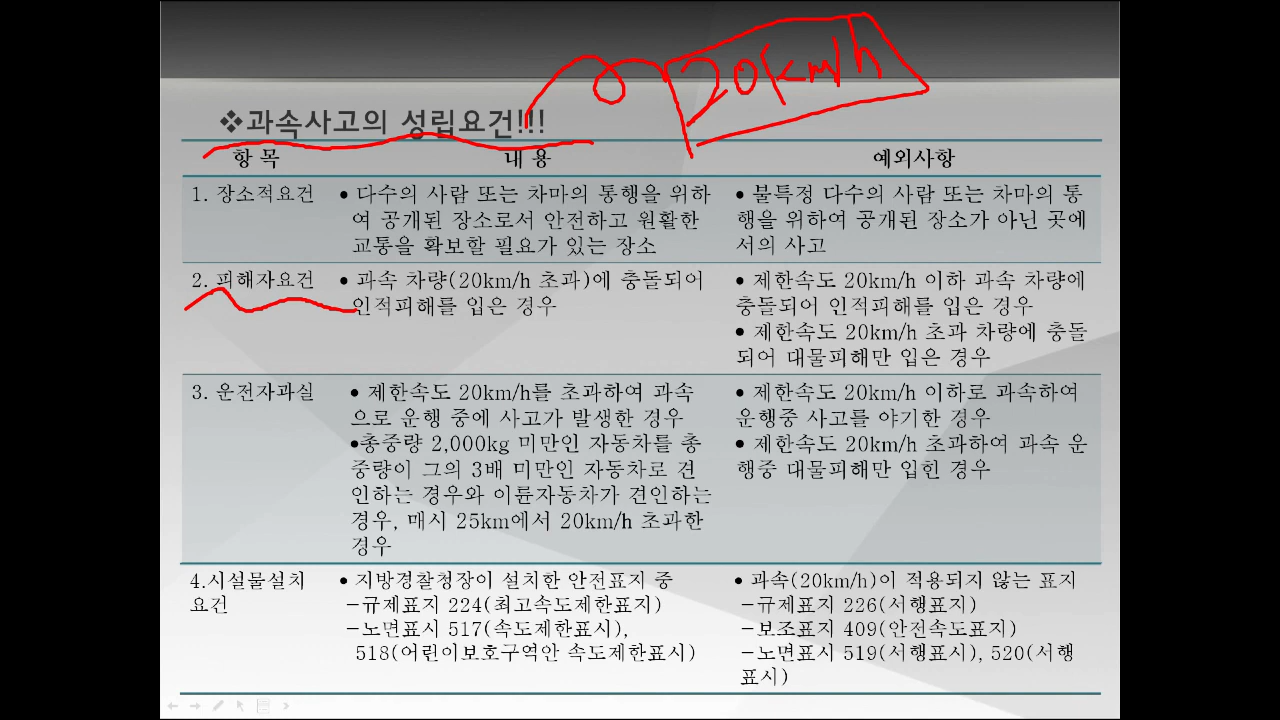 20km/h
❖과속사고의 성립요건!!!
항 목 내 용 예외사항
1. 장소적요건
● 다수의 사람 또는 차마의 통행을 위하
여 공개된 장소로서 안전하고 원활한
교통을 확보할 필요가 있는 장소
● 불특정 다수의 사람 또는 차마의 통
행을 위하여 공개된 장소가 아닌 곳에
서의 사고
2. 피해자요건
● 과속 차량(20km/h 초과)에 충돌되어
인적피해를 입은 경우
● 제한속도 20km/h 이하 과속 차량에
충돌되어 인적피해를 입은 경우
● 제한속도 20km/h 초과 차량에 충돌
되어 대물피해만 입은 경우
3. 운전자과실
● 제한속도 20km/h를 초과하여 과속
으로 운행 중에 사고가 발생한 경우
●총중량 2,000kg 미만인 자동차를 총
중량이 그의 3배 미만인 자동차로 견
인하는 경우와 이륜자동차가 견인하는
경우, 매시 25km에서 20km/h 초과한
경우
● 제한속도 20km/h 이하로 과속하여
운행중 사고를 야기한 경우
● 제한속도 20km/h 초과하여 과속 운
행중 대물피해만 입힌 경우
4.시설물설치
요건
● 지방경찰청장이 설치한 안전표지 중
－규제표지 224(최고속도제한표지)
－노면표시 517(속도제한표시),
518(어린이보호구역안 속도제한표시)
● 과속(20km/h)이 적용되지 않는 표지
－규제표지 226(서행표지)
－보조표지 409(안전속도표지)
－노면표시 519(서행표시), 520(서행
표시)